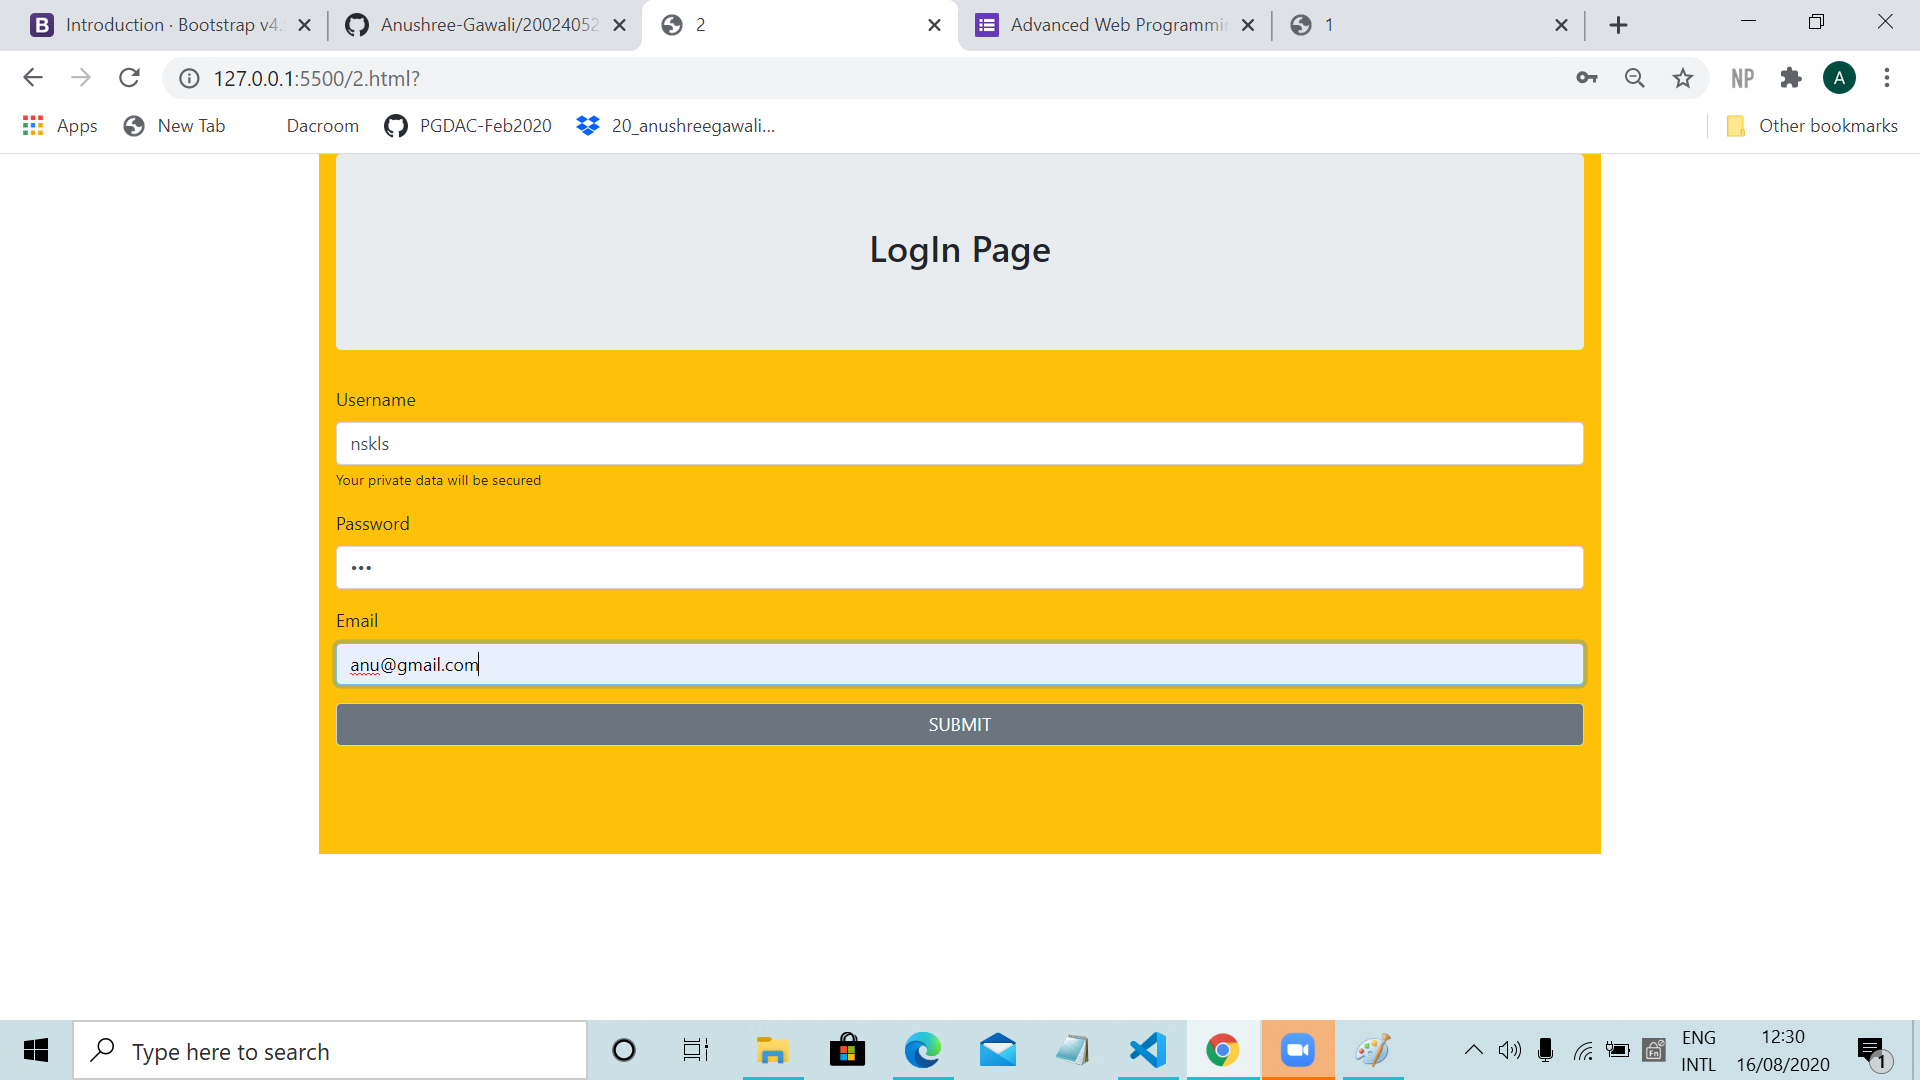 Introduction · Bootstrap v4.
Anushree-Gawali/20024052
2
Advanced Web Programmi
1
127.0.0.1:5500/2.html?
NP
A
Apps
New Tab
Dacroom
PGDAC-Feb2020
20_anushreegawali...
Other bookmarks
LogIn Page
Username
nskls
Your private data will be secured
Password
•••
Email
anu@gmail.com
SUBMIT
Type here to search
ENG
INTL
12:30
16/08/2020
1